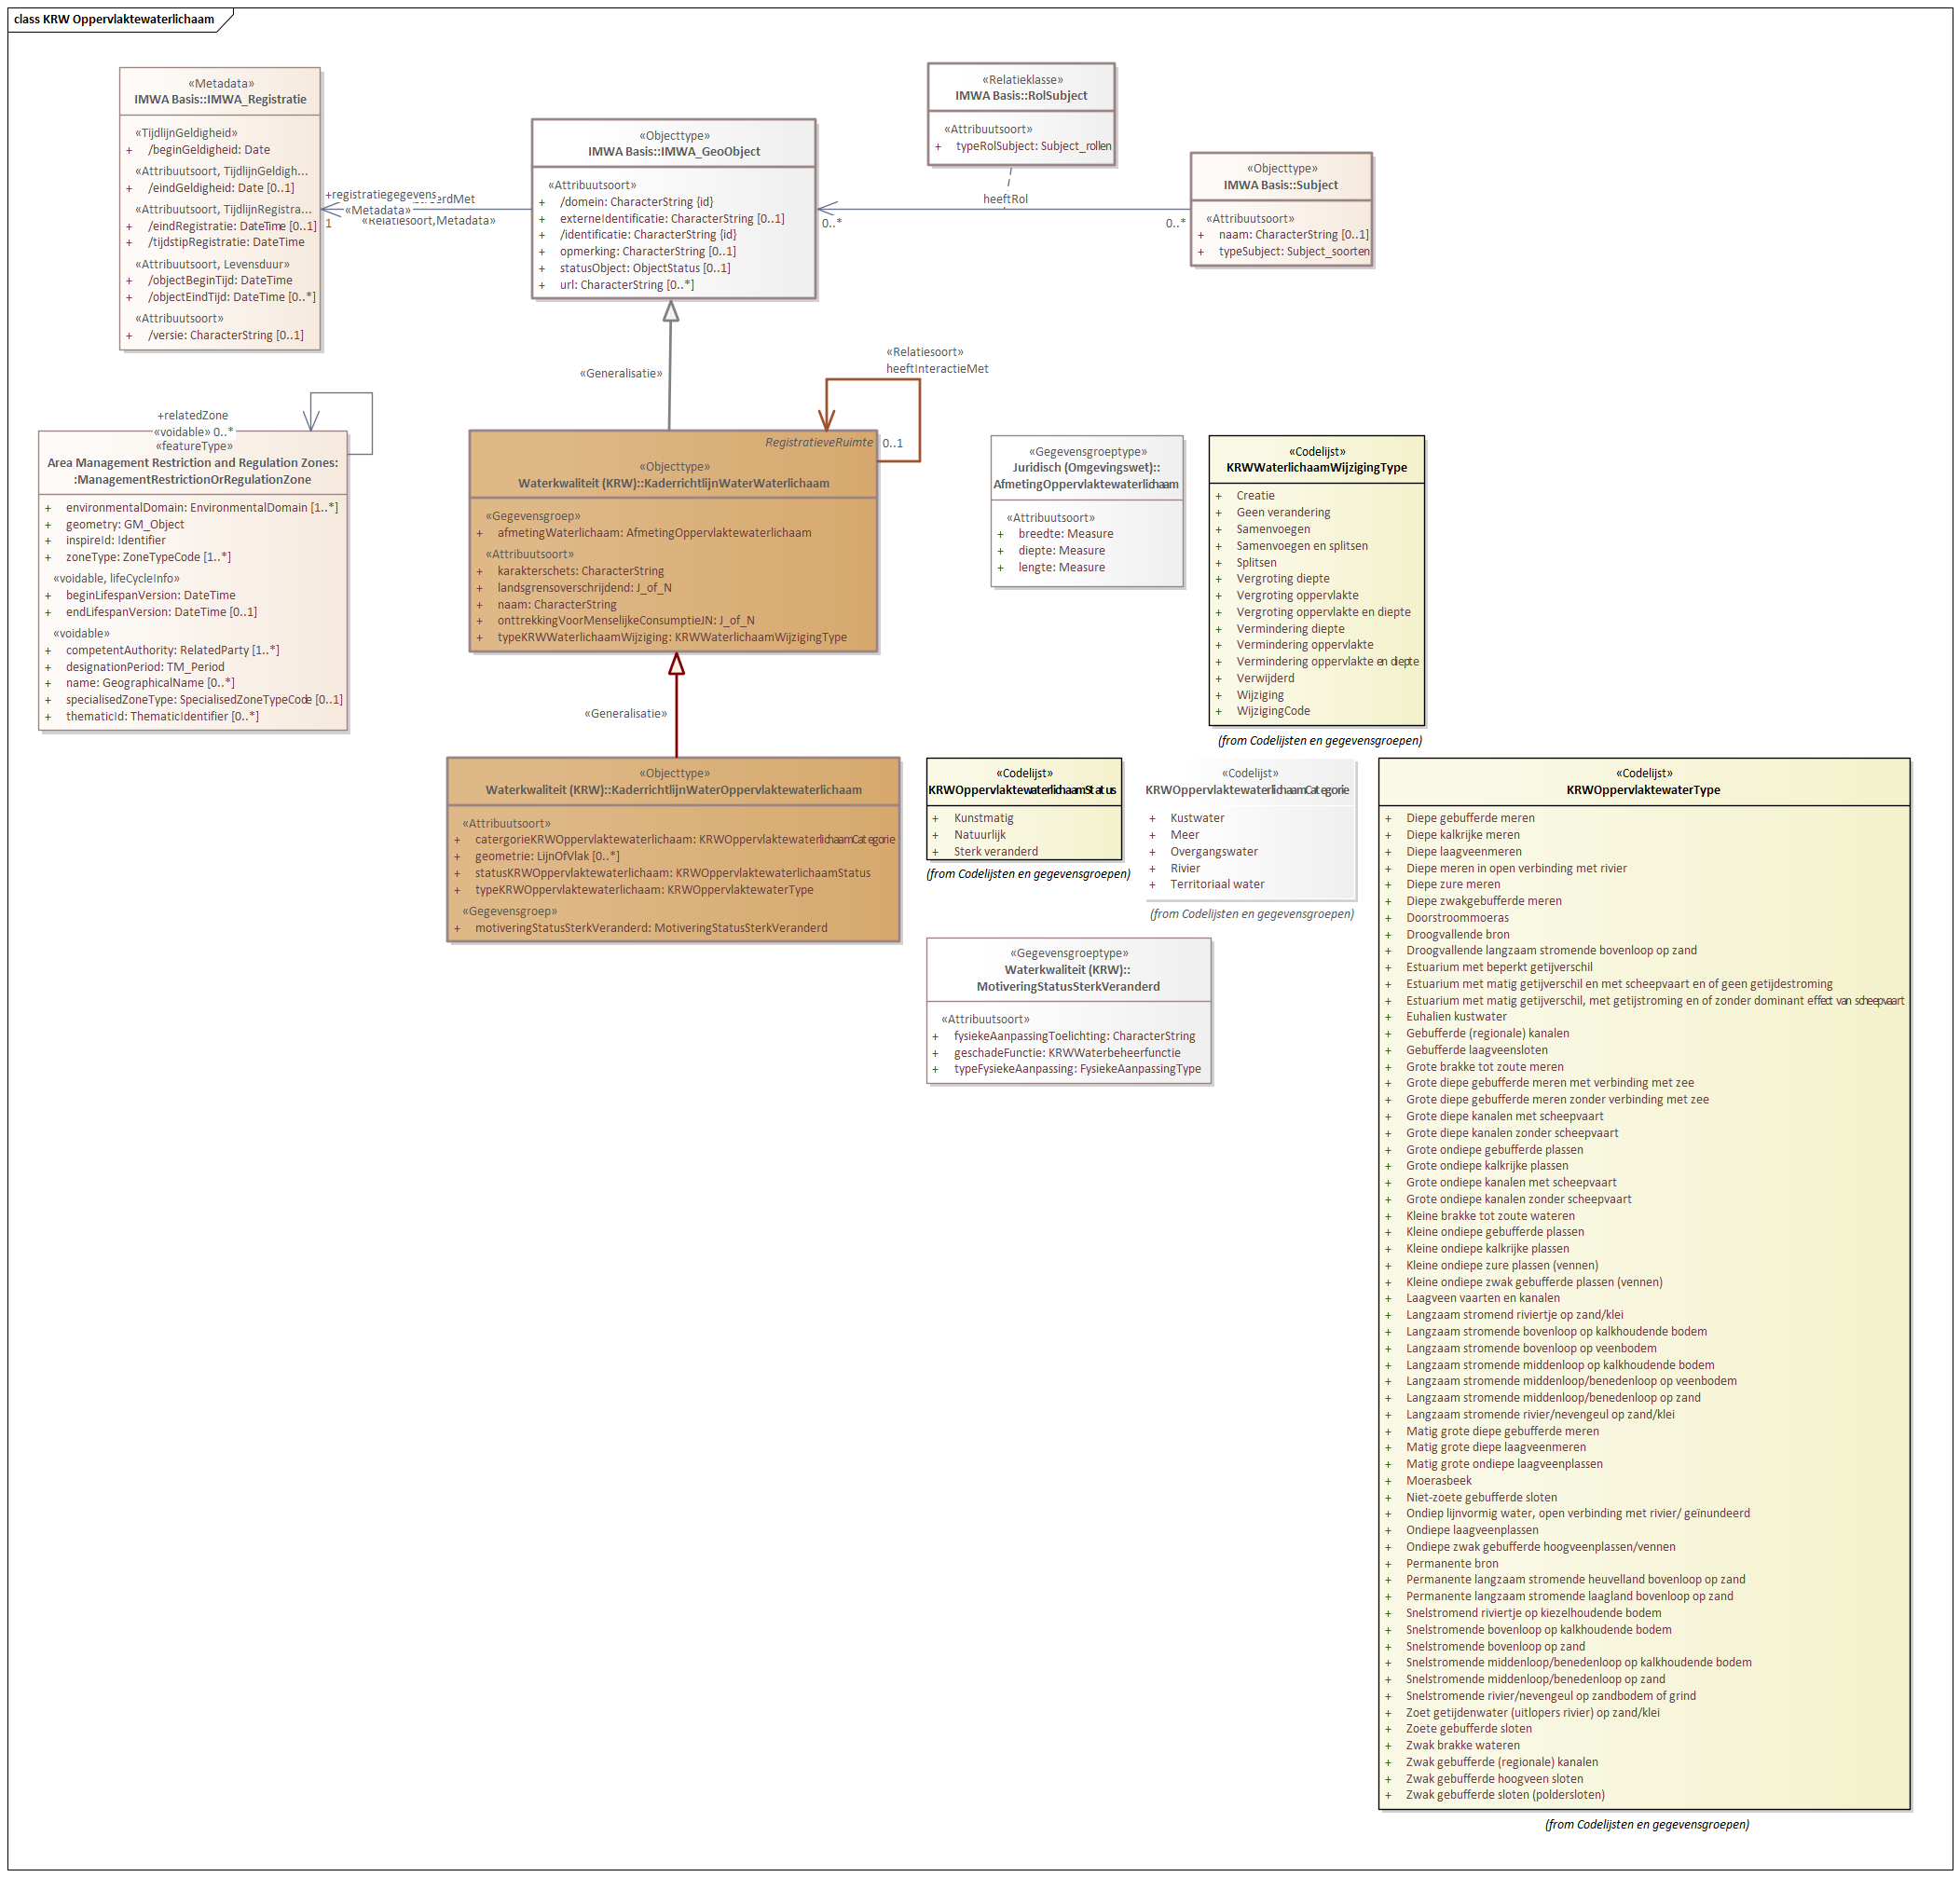 class KRW Oppervlaktewaterlichaam
«Metadata»
IMWA Basis::IMWA_Registratie
«TijdlijnGeldigheid»
+ /beginGeldigheid: Date
«Attribuutsoort, TijdlijnGeldigh...
+ /eindGeldigheid: Date [0..1]
«Attribuutsoort, TijdlijnRegistra...
+ /eindRegistratie: DateTime [0..1]
+ /tijdstipRegistratie: DateTime
«Attribuutsoort, Levensduur»
+ /objectBeginTijd: DateTime
+ /objectEindTijd: DateTime [0..*]
«Attribuutsoort»
+ /versie: CharacterString [0..1]
+registratiegegevens
«Metadata»
1
«Relatiesoort,Metadata»
«Objecttype»
IMWA Basis::IMWA_GeoObject
«Attribuutsoort»
+ /domein: CharacterString {id}
+ externeIdentificatie: CharacterString [0..1]
+ /identificatie: CharacterString {id}
+ opmerking: CharacterString [0..1]
+ statusObject: ObjectStatus [0..1]
+ url: CharacterString [0..*]
«Relatieklasse»
IMWA Basis::RolSubject
«Attribuutsoort»
+ typeRolSubject: Subject_rollen
heeftRol
0..*
0..*
«Objecttype»
IMWA Basis::Subject
«Attribuutsoort»
+ naam: CharacterString [0..1]
+ typeSubject: Subject_soorten
«Generalisatie»
«Relatiesoort»
heeftInteractieMet
0..1
+relatedZone
«voidable» 0..*
«featureType»
Area Management Restriction and Regulation Zones:
:ManagementRestrictionOrRegulationZone
+ environmentalDomain: EnvironmentalDomain [1..*]
+ geometry: GM_Object
+ inspireId: Identifier
+ zoneType: ZoneTypeCode [1..*]
«voidable, lifeCycleInfo»
+ beginLifespanVersion: DateTime
+ endLifespanVersion: DateTime [0..1]
«voidable»
+ competentAuthority: RelatedParty [1..*]
+ designationPeriod: TM_Period
+ name: GeographicalName [0..*]
+ specialisedZoneType: SpecialisedZoneTypeCode [0..1]
+ thematicId: ThematicIdentifier [0..*]
RegistratieveRuimte
«Objecttype»
Waterkwaliteit (KRW)::KaderrichtlijnWaterWaterlichaam
«Gegevensgroep»
+ afmetingWaterlichaam: AfmetingOppervlaktewaterlichaam
«Attribuutsoort»
+ karakterschets: CharacterString
+ landsgrensoverschrijdend: J_of_N
+ naam: CharacterString
+ onttrekkingVoorMenselijkeConsumptieJN: J_of_N
+ typeKRWWaterlichaamWijziging: KRWWaterlichaamWijzigingType
«Gegevensgroeptype»
Juridisch (Omgevingswet)::
AfmetingOppervlaktewaterlichaam
«Attribuutsoort»
+ breedte: Measure
+ diepte: Measure
+ lengte: Measure
«Codelijst»
KRWWaterlichaamWijzigingType
+ Creatie
+ Geen verandering
+ Samenvoegen
+ Samenvoegen en splitsen
+ Splitsen
+ Vergroting diepte
+ Vergroting oppervlakte
+ Vergroting oppervlakte en diepte
+ Vermindering diepte
+ Vermindering oppervlakte
+ Vermindering oppervlakte en diepte
+ Verwijderd
+ Wijziging
+ WijzigingCode
(from Codelijsten en gegevensgroepen)
«Generalisatie»
«Objecttype»
Waterkwaliteit (KRW)::KaderrichtlijnWaterOppervlaktewaterlichaam
«Attribuutsoort»
+ catergorieKRWOppervlaktewaterlichaam: KRWOppervlaktewaterlichaamCategorie
+ geometrie: LijnOfVlak [0..*]
+ statusKRWOppervlaktewaterlichaam: KRWOppervlaktewaterlichaamStatus
+ typeKRWOppervlaktewaterlichaam: KRWOppervlaktewaterType
«Gegevensgroep»
+ motiveringStatusSterkVeranderd: MotiveringStatusSterkVeranderd
«Codelijst»
KRWOppervlaktewaterlichaamStatus
+ Kunstmatig
+ Natuurlijk
+ Sterk veranderd
(from Codelijsten en gegevensgroepen)
«Codelijst»
KRWOppervlaktewaterlichaamCategorie
+ Kustwater
+ Meer
+ Overgangswater
+ Rivier
+ Territoriaal water
(from Codelijsten en gegevensgroepen)
«Gegevensgroeptype»
Waterkwaliteit (KRW)::
MotiveringStatusSterkVeranderd
«Attribuutsoort»
+ fysiekeAanpassingToelichting: CharacterString
+ geschadeFunctie: KRWWaterbeheerfunctie
+ typeFysiekeAanpassing: FysiekeAanpassingType
«Codelijst»
KRWOppervlaktewaterType
+ Diepe gebufferde meren
+ Diepe kalkrijke meren
+ Diepe laagveenmeren
+ Diepe meren in open verbinding met rivier
+ Diepe zure meren
+ Diepe zwakgebufferde meren
+ Doorstroommoeras
+ Droogvallende bron
+ Droogvallende langzaam stromende bovenloop op zand
+ Estuarium met beperkt getijverschil
+ Estuarium met matig getijverschil en met scheepvaart en of geen getijdestroming
+ Estuarium met matig getijverschil, met getijstroming en of zonder dominant effect van scheepvaart
+ Euhalien kustwater
+ Gebufferde (regionale) kanalen
+ Gebufferde laagveensloten
+ Grote brakke tot zoute meren
+ Grote diepe gebufferde meren met verbinding met zee
+ Grote diepe gebufferde meren zonder verbinding met zee
+ Grote diepe kanalen met scheepvaart
+ Grote diepe kanalen zonder scheepvaart
+ Grote ondiepe gebufferde plassen
+ Grote ondiepe kalkrijke plassen
+ Grote ondiepe kanalen met scheepvaart
+ Grote ondiepe kanalen zonder scheepvaart
+ Kleine brakke tot zoute wateren
+ Kleine ondiepe gebufferde plassen
+ Kleine ondiepe kalkrijke plassen
+ Kleine ondiepe zure plassen (vennen)
+ Kleine ondiepe zwak gebufferde plassen (vennen)
+ Laagveen vaarten en kanalen
+ Langzaam stromend riviertje op zand/klei
+ Langzaam stromende bovenloop op kalkhoudende bodem
+ Langzaam stromende bovenloop op veenbodem
+ Langzaam stromende middenloop op kalkhoudende bodem
+ Langzaam stromende middenloop/benedenloop op veenbodem
+ Langzaam stromende middenloop/benedenloop op zand
+ Langzaam stromende rivier/nevengeul op zand/klei
+ Matig grote diepe gebufferde meren
+ Matig grote diepe laagveenmeren
+ Matig grote ondiepe laagveenplassen
+ Moerasbeek
+ Niet-zoete gebufferde sloten
+ Ondiep lijnvormig water, open verbinding met rivier/ geïnundeerd
+ Ondiepe laagveenplassen
+ Ondiepe zwak gebufferde hoogveenplassen/vennen
+ Permanente bron
+ Permanente langzaam stromende heuvelland bovenloop op zand
+ Permanente langzaam stromende laagland bovenloop op zand
+ Snelstromend riviertje op kiezelhoudende bodem
+ Snelstromende bovenloop op kalkhoudende bodem
+ Snelstromende bovenloop op zand
+ Snelstromende middenloop/benedenloop op kalkhoudende bodem
+ Snelstromende middenloop/benedenloop op zand
+ Snelstromende rivier/nevengeul op zandbodem of grind
+ Zoet getijdenwater (uitlopers rivier) op zand/klei
+ Zoete gebufferde sloten
+ Zwak brakke wateren
+ Zwak gebufferde (regionale) kanalen
+ Zwak gebufferde hoogveen sloten
+ Zwak gebufferde sloten (poldersloten)
(from Codelijsten en gegevensgroepen)